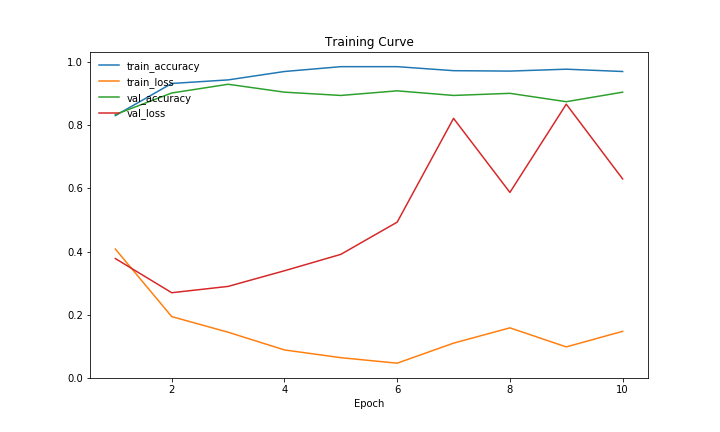 Training Curve
1.0
0.8
0.6
0.4
0.2
0.0
train_accuracy
train_loss
val_accuracy
val_loss
2 4 6 8 10
Epoch